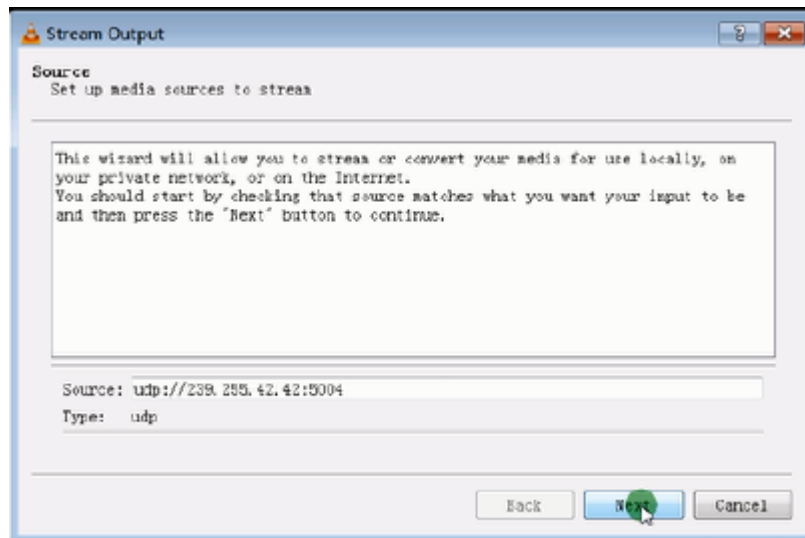 Stream Output
Source
Set up media sources to stream
This wizard will allow you to stream or convert your media for use locally, on
your private network, or on the Internet.
You should start by checking that source matches what you want your input to be
and then press the "Next" button to continue.
Source: udp://239.255.42.42:5004
Type: udp
Back
Next
Cancel